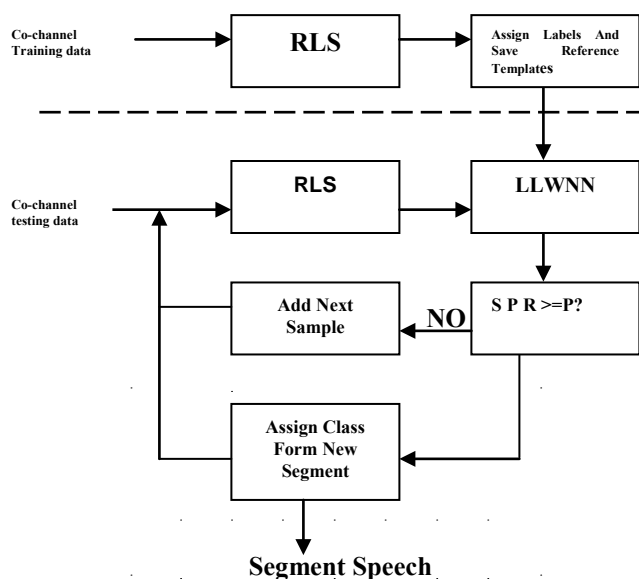 Co-channel
Training data
RLS
Assign Labels And
Save Reference
Templates
Co-channel
testing data
RLS
LLWNN
Add Next
Sample
NO
S P R >=P?
Assign Class
Form New
Segment
Segment Speech